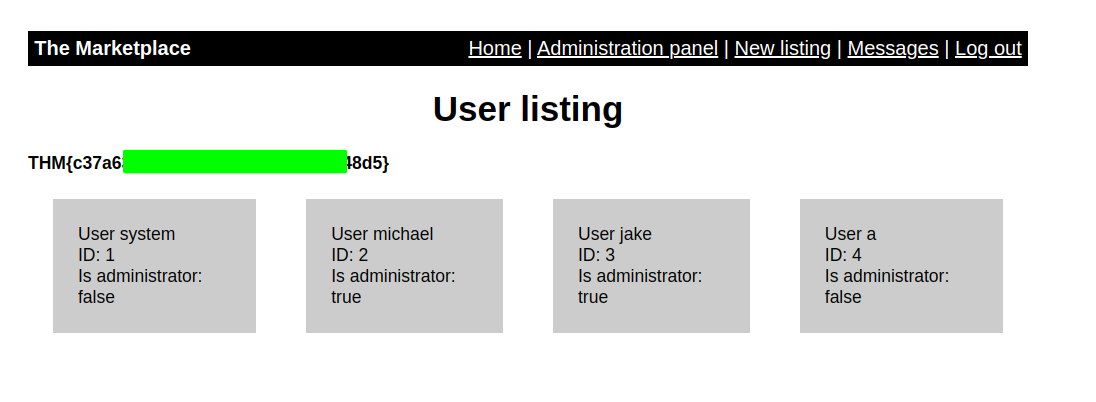 The Marketplace Home | Administration panel | New listing | Messages | Log out
User listing
THM{c37a6 48d5}
User system
ID: 1
Is administrator:
false
User michael
ID: 2
Is administrator:
true
User jake
ID: 3
Is administrator:
true
User a
ID: 4
Is administrator:
false